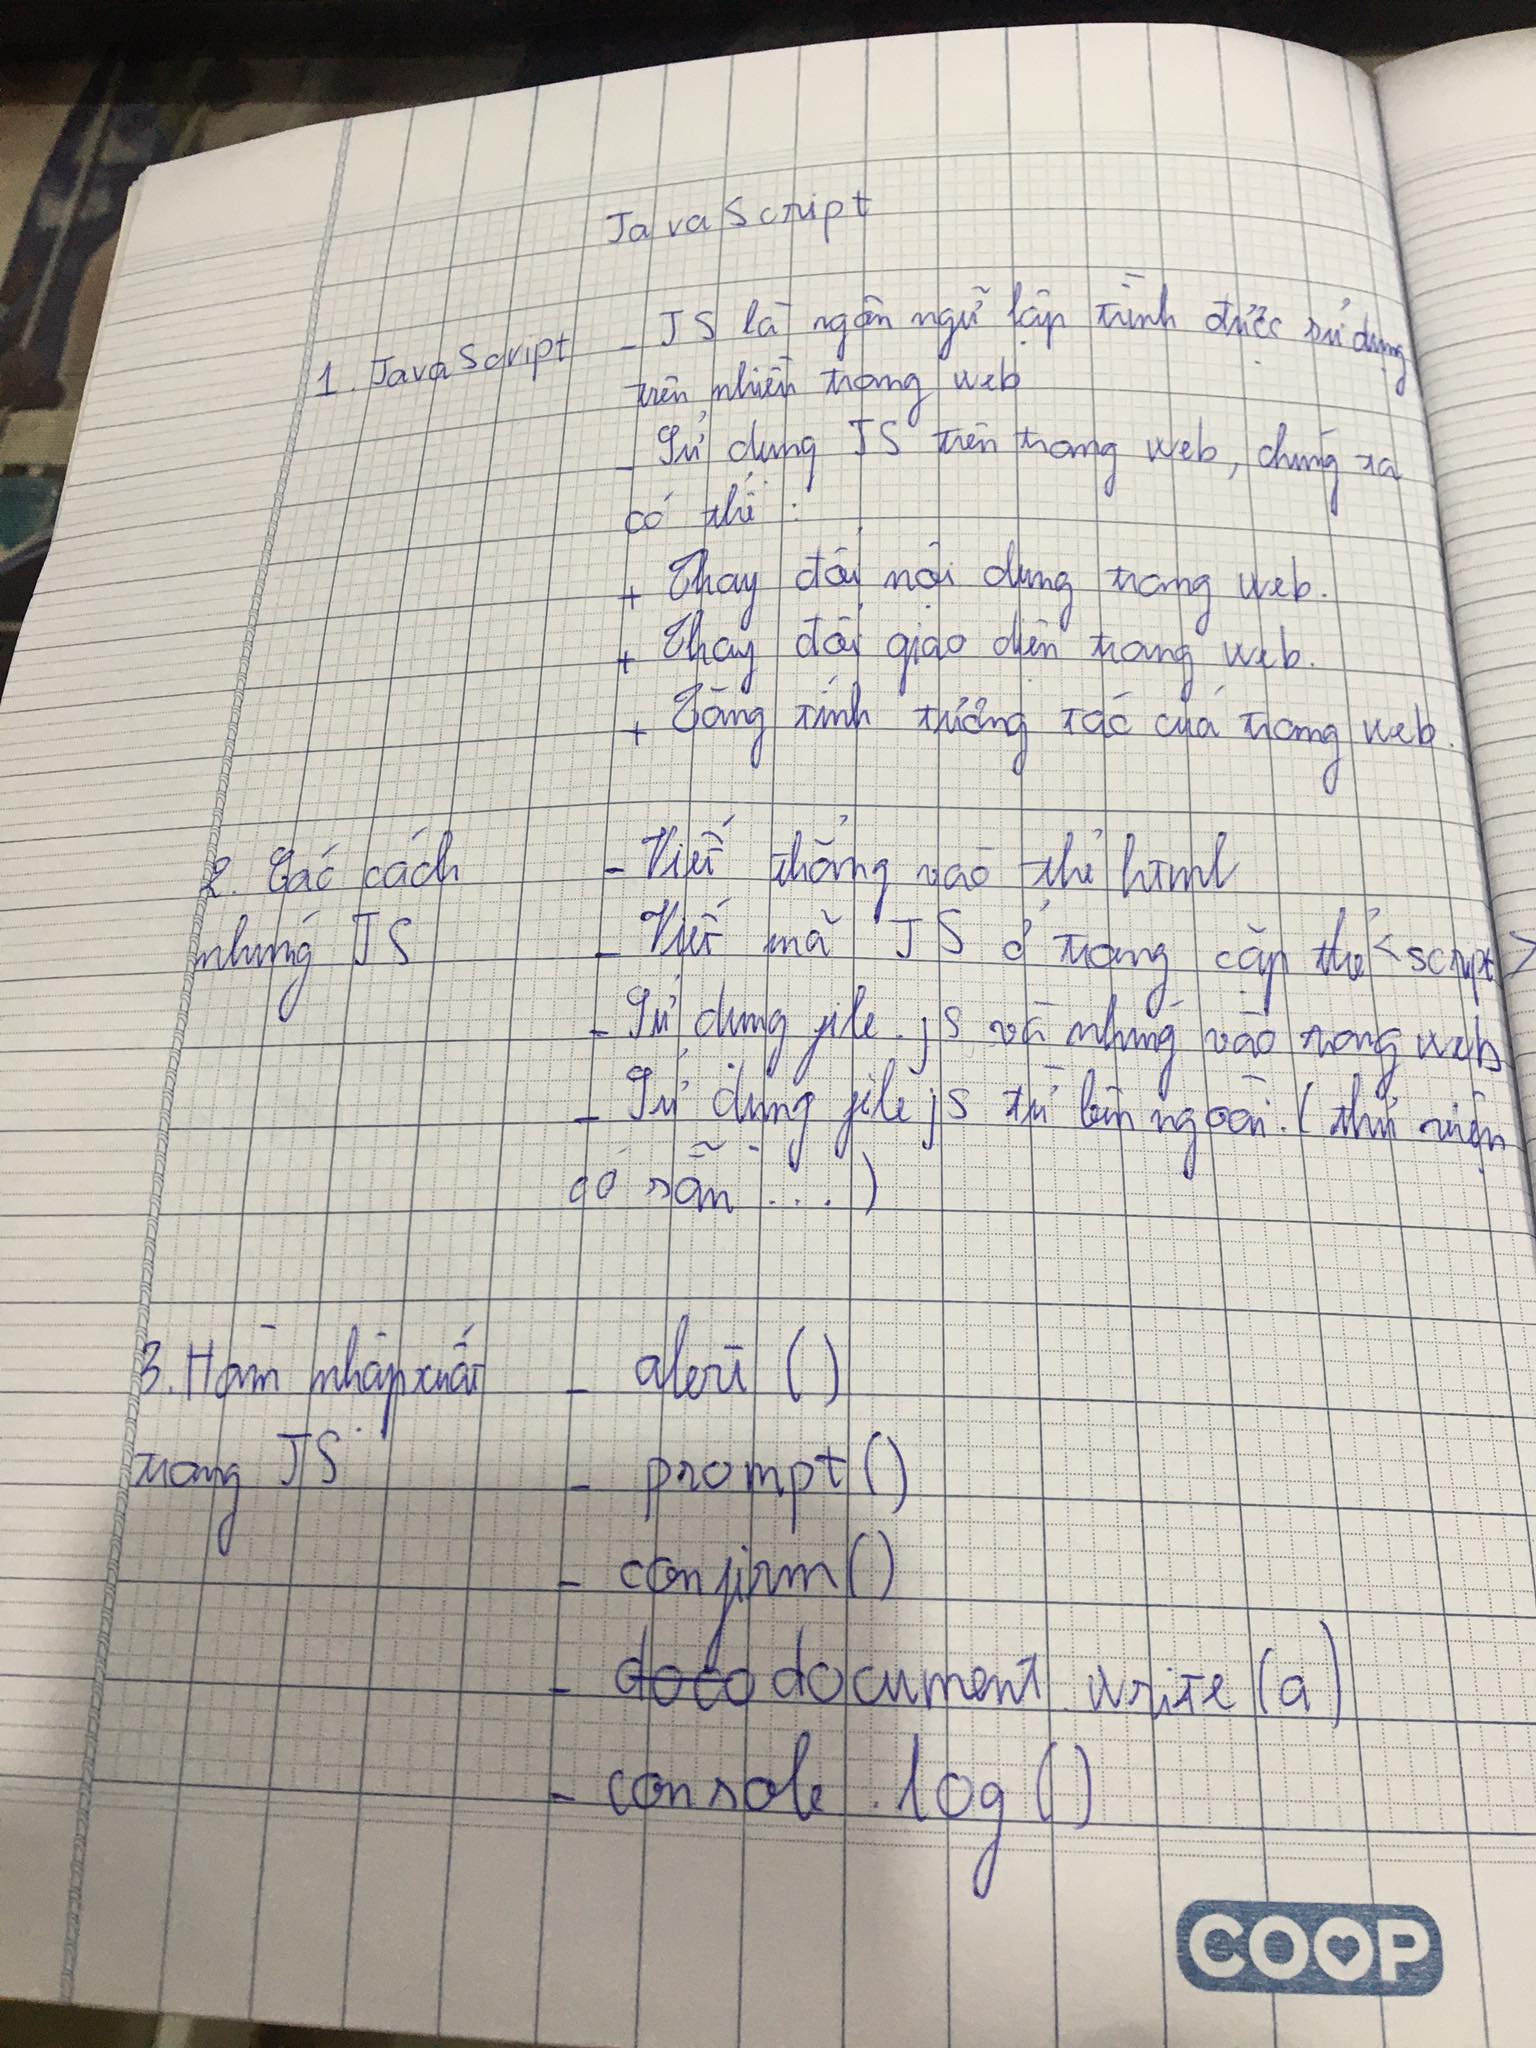 JavaScript
1. JavaScript - JS là ngôn ngữ lập trình được sử dụng
trên nhiều trang web
- Sử dụng JS trên trang web, chúng ta
có thể :
+ Thay đổi nội dung trang web.
+ Thay đổi giao diện trang web.
+ Tăng tính tương tác của trang web.
2. Các cách - Viết thẳng vào thẻ html
nhúng JS - Viết mã JS ở trong cặp thẻ <script>
- Sử dụng file .js và nhúng vào trang web
- Sử dụng file js từ bên ngoài. (thư viện
có sẵn ....)
3. Hàm nhập xuất - alert ()
trong JS - prompt ()
- confirm ()
- doco document.write (a)
- console.log ()
COOP